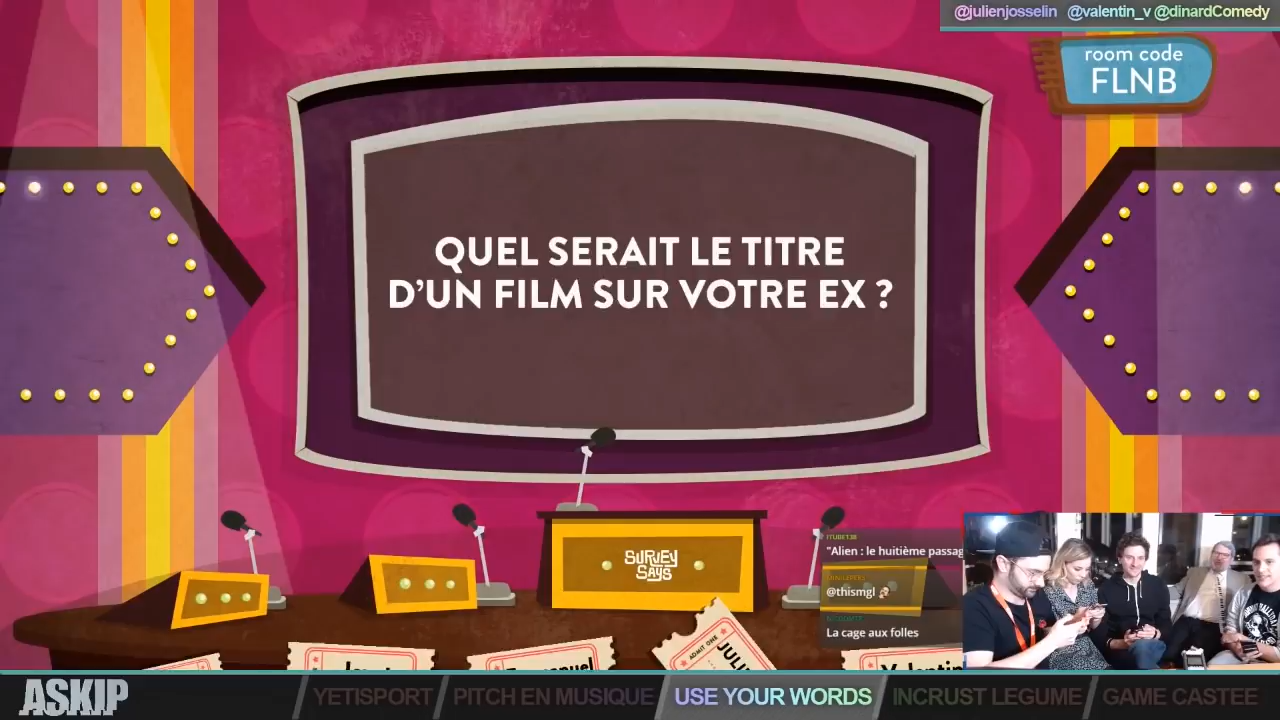 @julienjosselin @valentin_v @dinardComedy
room code
FLNB
QUEL SERAIT LE TITRE
D'UN FILM SUR VOTRE EX ?
SURVEY
SAYS
"Alien : le huitième passag
@thismgl
La cage aux folles
ADMIT ONE
ASKIP
YETISPORT
PITCH EN MUSIQUE
USE YOUR WORDS
INCRUST LEGUME
GAME CASTEE